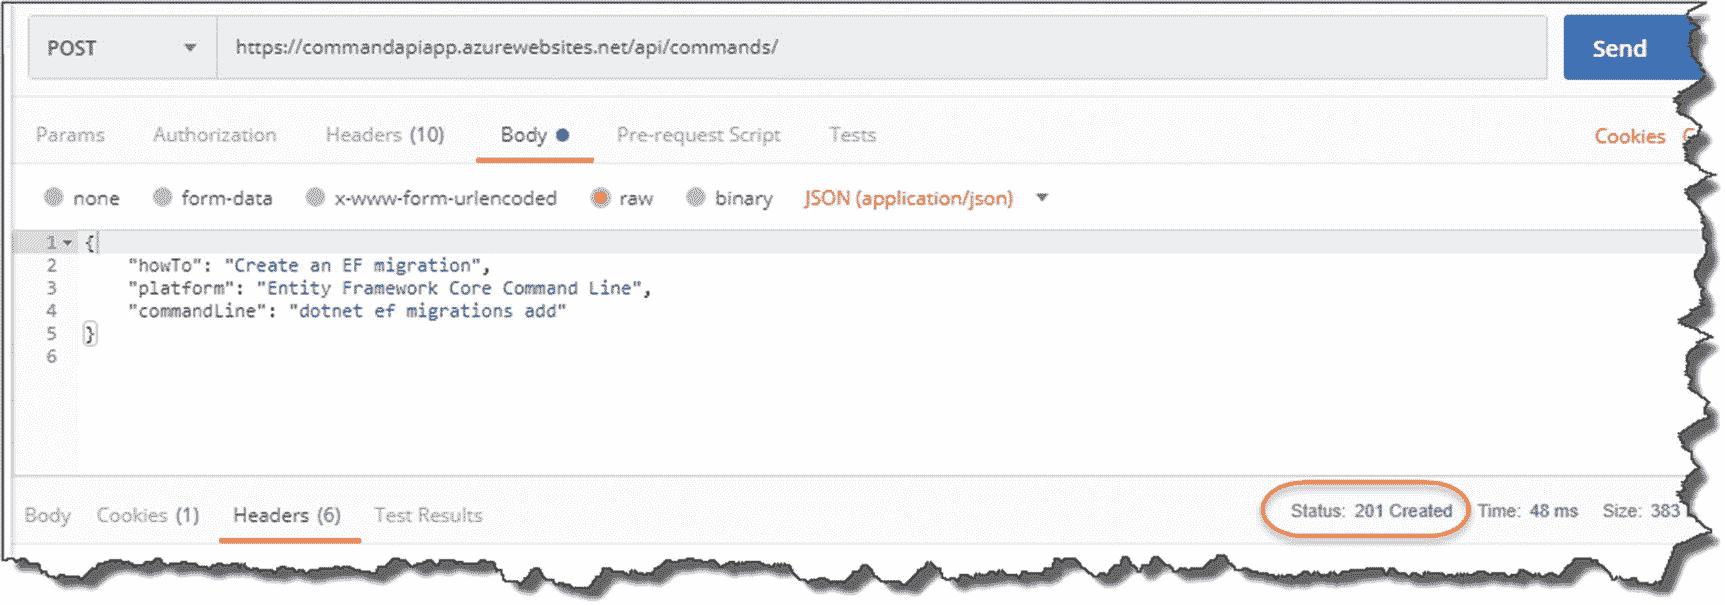 POST https://commandapiapp.azurewebsites.net/api/commands/ Send
Params Authorization Headers (10) Body Pre-request Script Tests Cookies
none form-data x-www-form-urlencoded raw binary JSON (application/json)
1 {
2 "howTo": "Create an EF migration",
3 "platform": "Entity Framework Core Command Line",
4 "commandLine": "dotnet ef migrations add"
5 }
6
Body Cookies (1) Headers (6) Test Results Status: 201 Created Time: 48 ms Size: 383